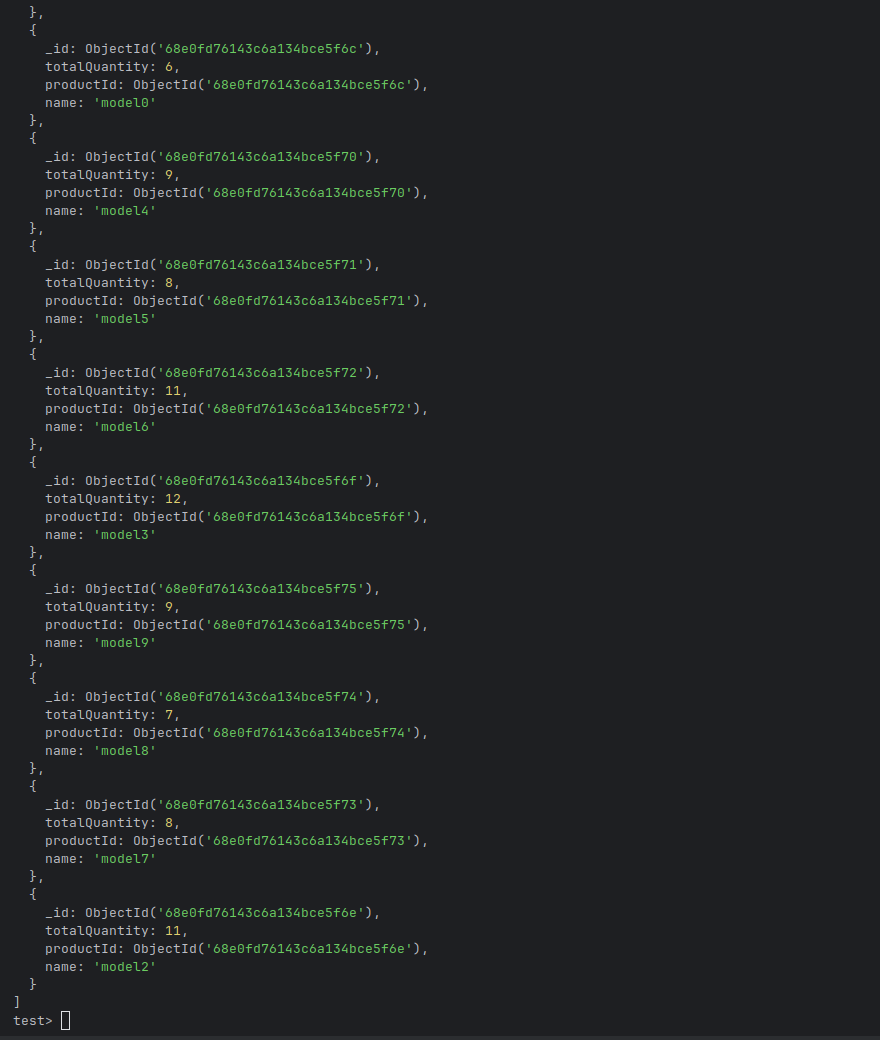 },
  {
    _id: ObjectId('68e0fd76143c6a134bce5f6c'),
    totalQuantity: 6,
    productId: ObjectId('68e0fd76143c6a134bce5f6c'),
    name: 'model0'
  },
  {
    _id: ObjectId('68e0fd76143c6a134bce5f70'),
    totalQuantity: 9,
    productId: ObjectId('68e0fd76143c6a134bce5f70'),
    name: 'model4'
  },
  {
    _id: ObjectId('68e0fd76143c6a134bce5f71'),
    totalQuantity: 8,
    productId: ObjectId('68e0fd76143c6a134bce5f71'),
    name: 'model5'
  },
  {
    _id: ObjectId('68e0fd76143c6a134bce5f72'),
    totalQuantity: 11,
    productId: ObjectId('68e0fd76143c6a134bce5f72'),
    name: 'model6'
  },
  {
    _id: ObjectId('68e0fd76143c6a134bce5f6f'),
    totalQuantity: 12,
    productId: ObjectId('68e0fd76143c6a134bce5f6f'),
    name: 'model3'
  },
  {
    _id: ObjectId('68e0fd76143c6a134bce5f75'),
    totalQuantity: 9,
    productId: ObjectId('68e0fd76143c6a134bce5f75'),
    name: 'model9'
  },
  {
    _id: ObjectId('68e0fd76143c6a134bce5f74'),
    totalQuantity: 7,
    productId: ObjectId('68e0fd76143c6a134bce5f74'),
    name: 'model8'
  },
  {
    _id: ObjectId('68e0fd76143c6a134bce5f73'),
    totalQuantity: 8,
    productId: ObjectId('68e0fd76143c6a134bce5f73'),
    name: 'model7'
  },
  {
    _id: ObjectId('68e0fd76143c6a134bce5f6e'),
    totalQuantity: 11,
    productId: ObjectId('68e0fd76143c6a134bce5f6e'),
    name: 'model2'
  }
]
test>